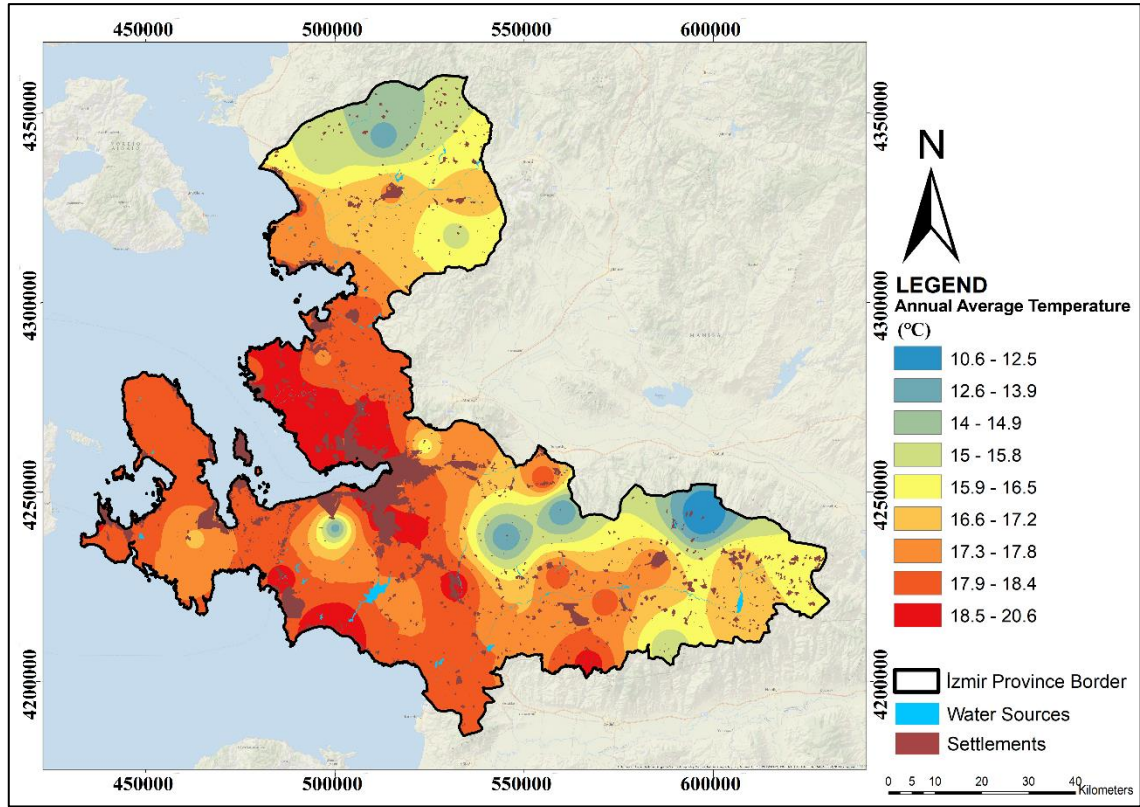 450000 500000 550000 600000
4350000 4350000
4300000 4300000
4250000 4250000
4200000 4200000
MANISA
N
LEGEND
Annual Average Temperature
(°C)
10.6 - 12.5
12.6 - 13.9
14 - 14.9
15 - 15.8
15.9 - 16.5
16.6 - 17.2
17.3 - 17.8
17.9 - 18.4
18.5 - 20.6
İzmir Province Border
Water Sources
Settlements
0 5 10 20 30 40
Kilometers
450000 500000 550000 600000